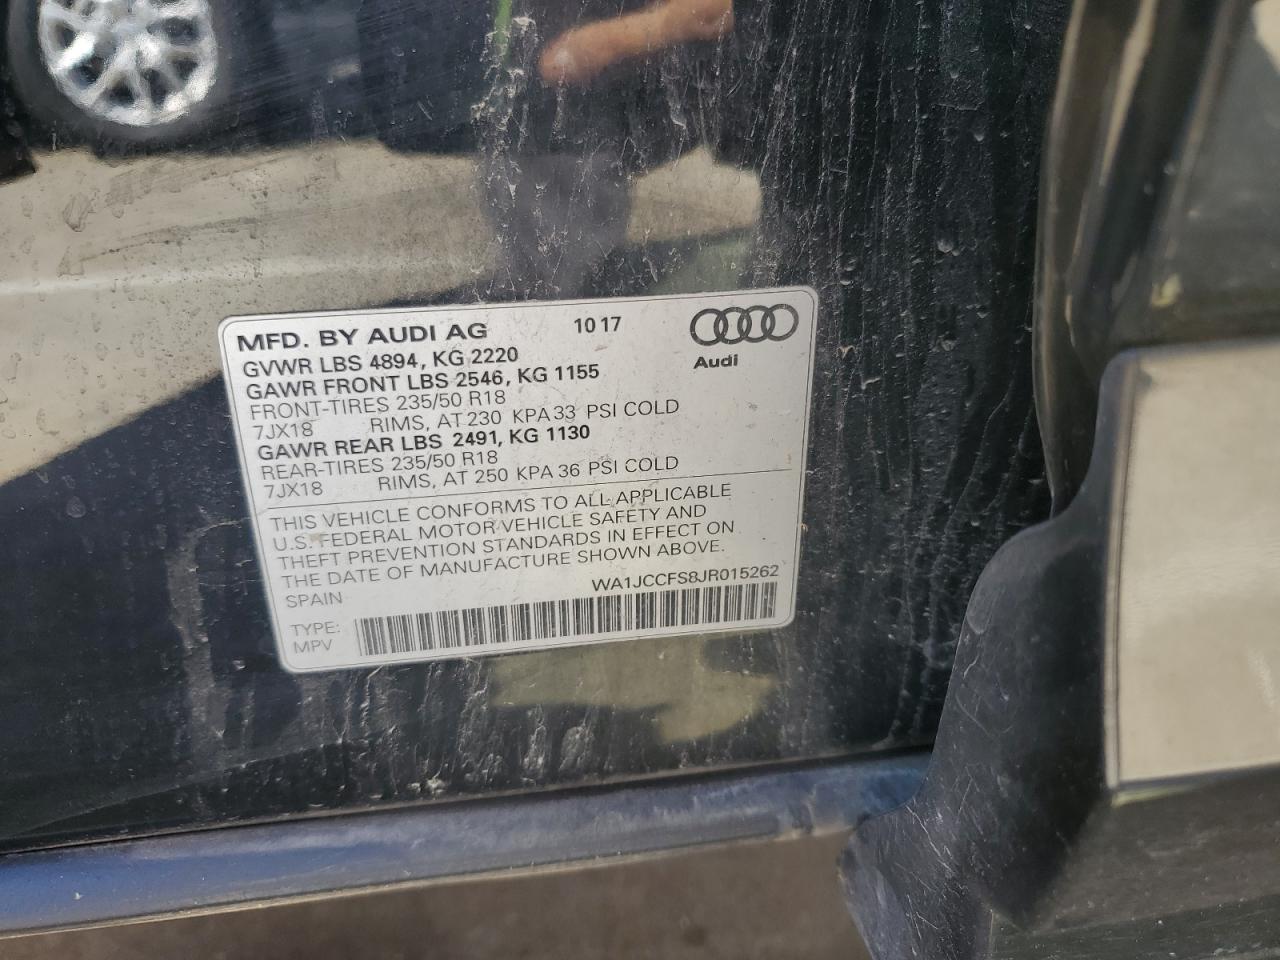 MFD. BY AUDI AG 10 17
Audi
GVWR LBS 4894, KG 2220
GAWR FRONT LBS 2546, KG 1155
FRONT-TIRES 235/50 R18
7JX18 RIMS, AT 230 KPA 33 PSI COLD
GAWR REAR LBS 2491, KG 1130
REAR-TIRES 235/50 R18
7JX18 RIMS, AT 250 KPA 36 PSI COLD
THIS VEHICLE CONFORMS TO ALL APPLICABLE
U.S. FEDERAL MOTOR VEHICLE SAFETY AND
THEFT PREVENTION STANDARDS IN EFFECT ON
THE DATE OF MANUFACTURE SHOWN ABOVE.
SPAIN WA1JCCFS8JR015262
TYPE:
MPV